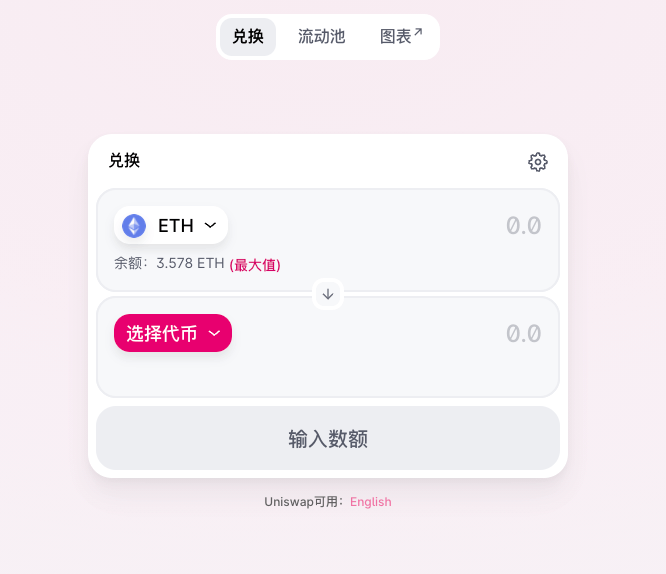 兑换 流动池 图表↗
兑换
ETH 0.0
余额：3.578 ETH (最大值)
选择代币 0.0
输入数额
Uniswap可用：English